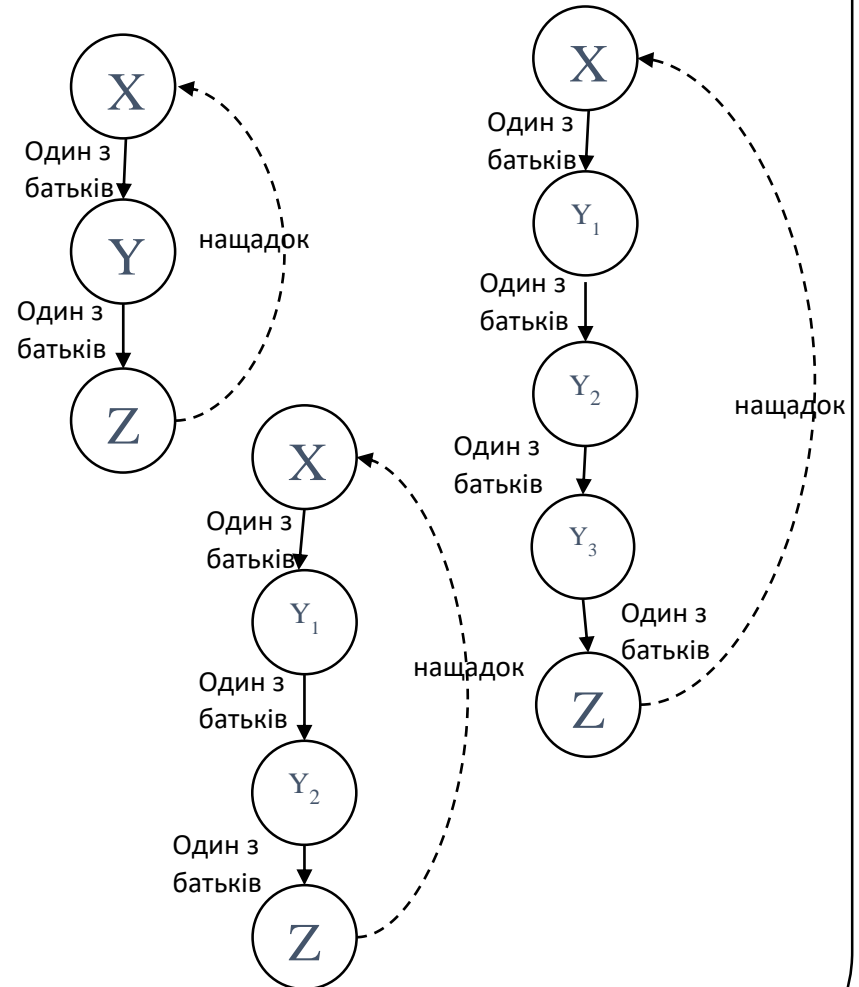 X
Один з
батьків
Y
нащадок
Один з
батьків
Z
X
Один з
батьків
Y1
Один з
батьків
Y2
нащадок
Один з
батьків
Y3
Один з
батьків
Z
X
Один з
батьків
Y1
нащадок
Один з
батьків
Y2
Один з
батьків
Z